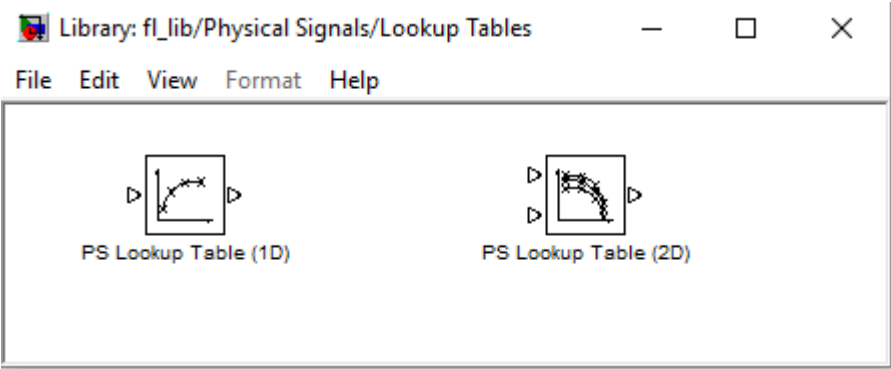 Library: fl_lib/Physical Signals/Lookup Tables
File Edit View Format Help
PS Lookup Table (1D) PS Lookup Table (2D)